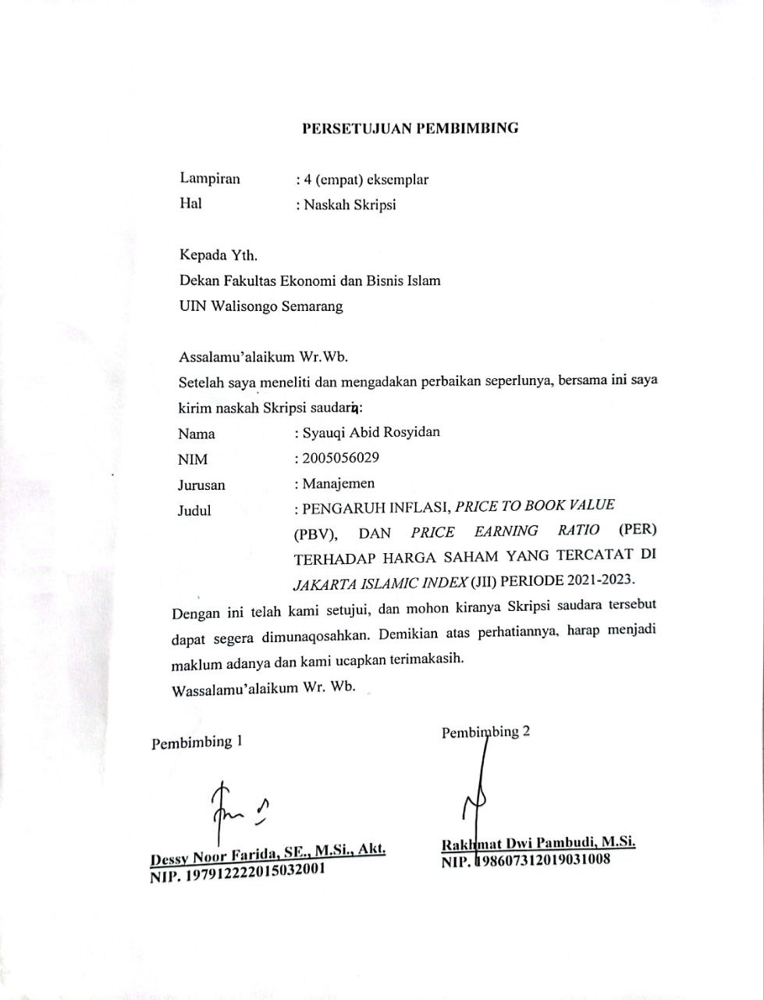 PERSETUJUAN PEMBIMBING
Lampiran : 4 (empat) eksemplar
Hal : Naskah Skripsi
Kepada Yth.
Dekan Fakultas Ekonomi dan Bisnis Islam
UIN Walisongo Semarang
Assalamu’alaikum Wr.Wb.
Setelah saya meneliti dan mengadakan perbaikan seperlunya, bersama ini saya
kirim naskah Skripsi saudara:
Nama : Syauqi Abid Rosyidan
NIM : 2005056029
Jurusan : Manajemen
Judul : PENGARUH INFLASI, PRICE TO BOOK VALUE
(PBV), DAN PRICE EARNING RATIO (PER)
TERHADAP HARGA SAHAM YANG TERCATAT DI
JAKARTA ISLAMIC INDEX (JII) PERIODE 2021-2023.
Dengan ini telah kami setujui, dan mohon kiranya Skripsi saudara tersebut
dapat segera dimunaqosahkan. Demikian atas perhatiannya, harap menjadi
maklum adanya dan kami ucapkan terimakasih.
Wassalamu’alaikum Wr. Wb.
Pembimbing 1
Dessy Noor Farida, SE., M.Si., Akt.
NIP. 197912222015032001
Pembimbing 2
Rakhmat Dwi Pambudi, M.Si.
NIP. 198607312019031008